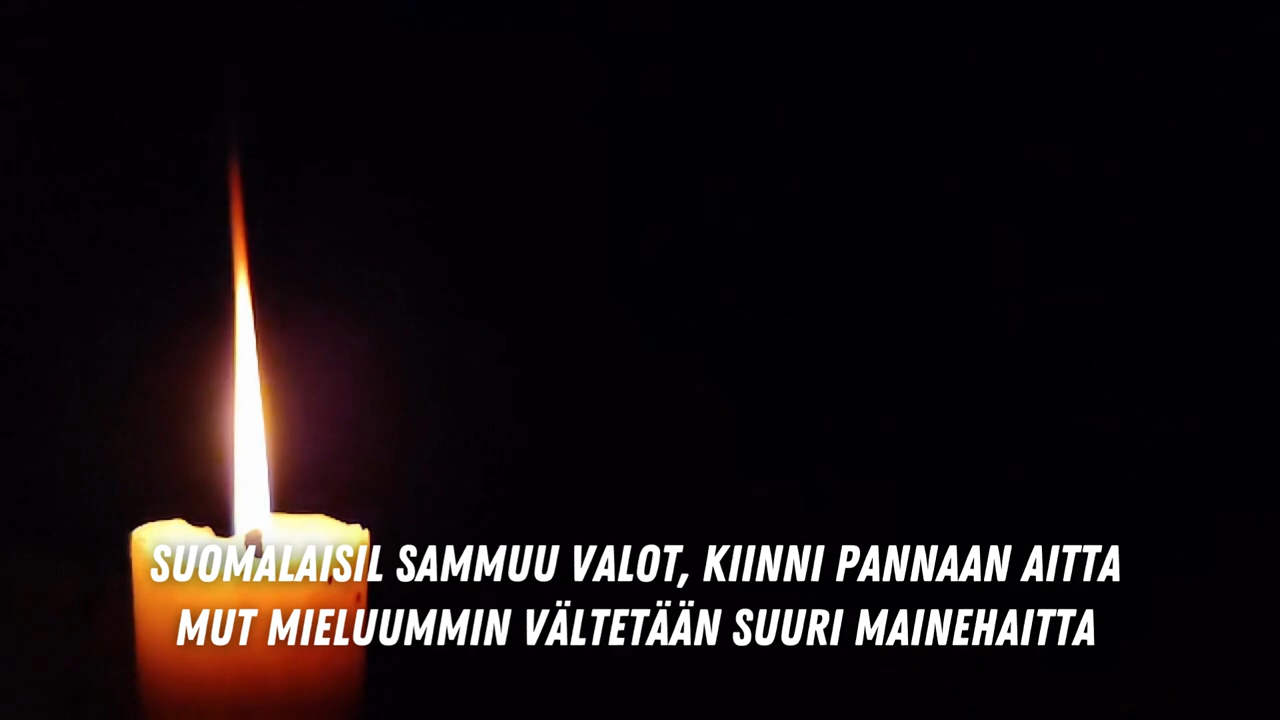 SUOMALAISIL SAMMUU VALOT, KIINNI PANNAAN AITTA
MUT MIELUUMMIN VÄLTETÄÄN SUURI MAINEHAITTA